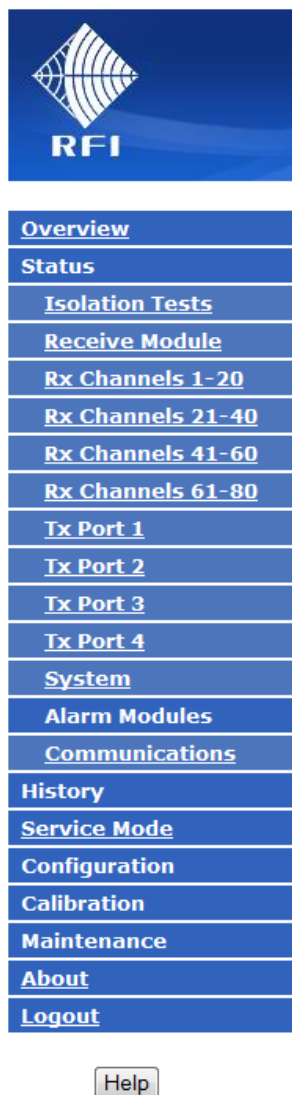 RFI
Overview
Status
Isolation Tests
Receive Module
Rx Channels 1-20
Rx Channels 21-40
Rx Channels 41-60
Rx Channels 61-80
Tx Port 1
Tx Port 2
Tx Port 3
Tx Port 4
System
Alarm Modules
Communications
History
Service Mode
Configuration
Calibration
Maintenance
About
Logout
Help